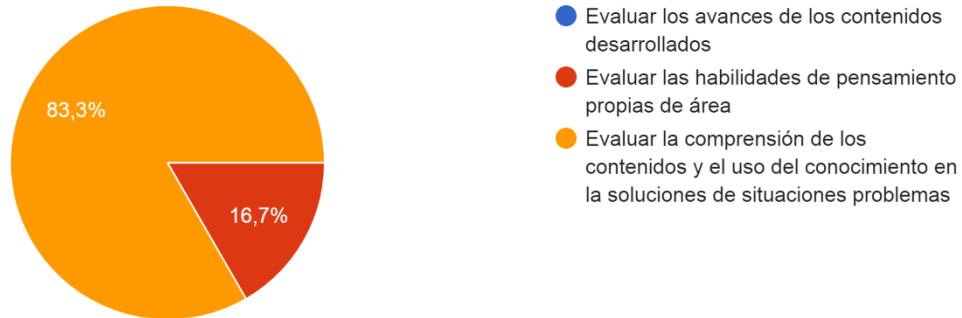 83,3%
16,7%
Evaluar los avances de los contenidos
desarrollados
Evaluar las habilidades de pensamiento
propias de área
Evaluar la comprensión de los
contenidos y el uso del conocimiento en
la soluciones de situaciones problemas